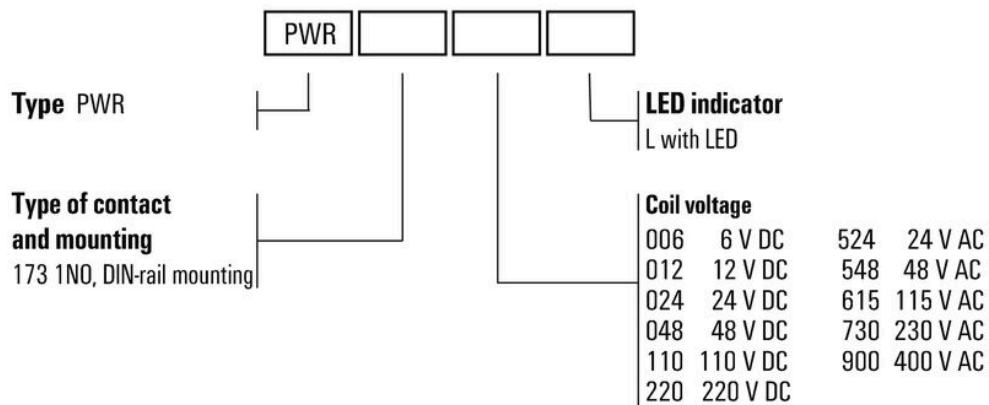 PWR
Type PWR
LED indicator
L with LED
Type of contact
and mounting
173 1NO, DIN-rail mounting
Coil voltage
006 6 V DC 524 24 V AC
012 12 V DC 548 48 V AC
024 24 V DC 615 115 V AC
048 48 V DC 730 230 V AC
110 110 V DC 900 400 V AC
220 220 V DC